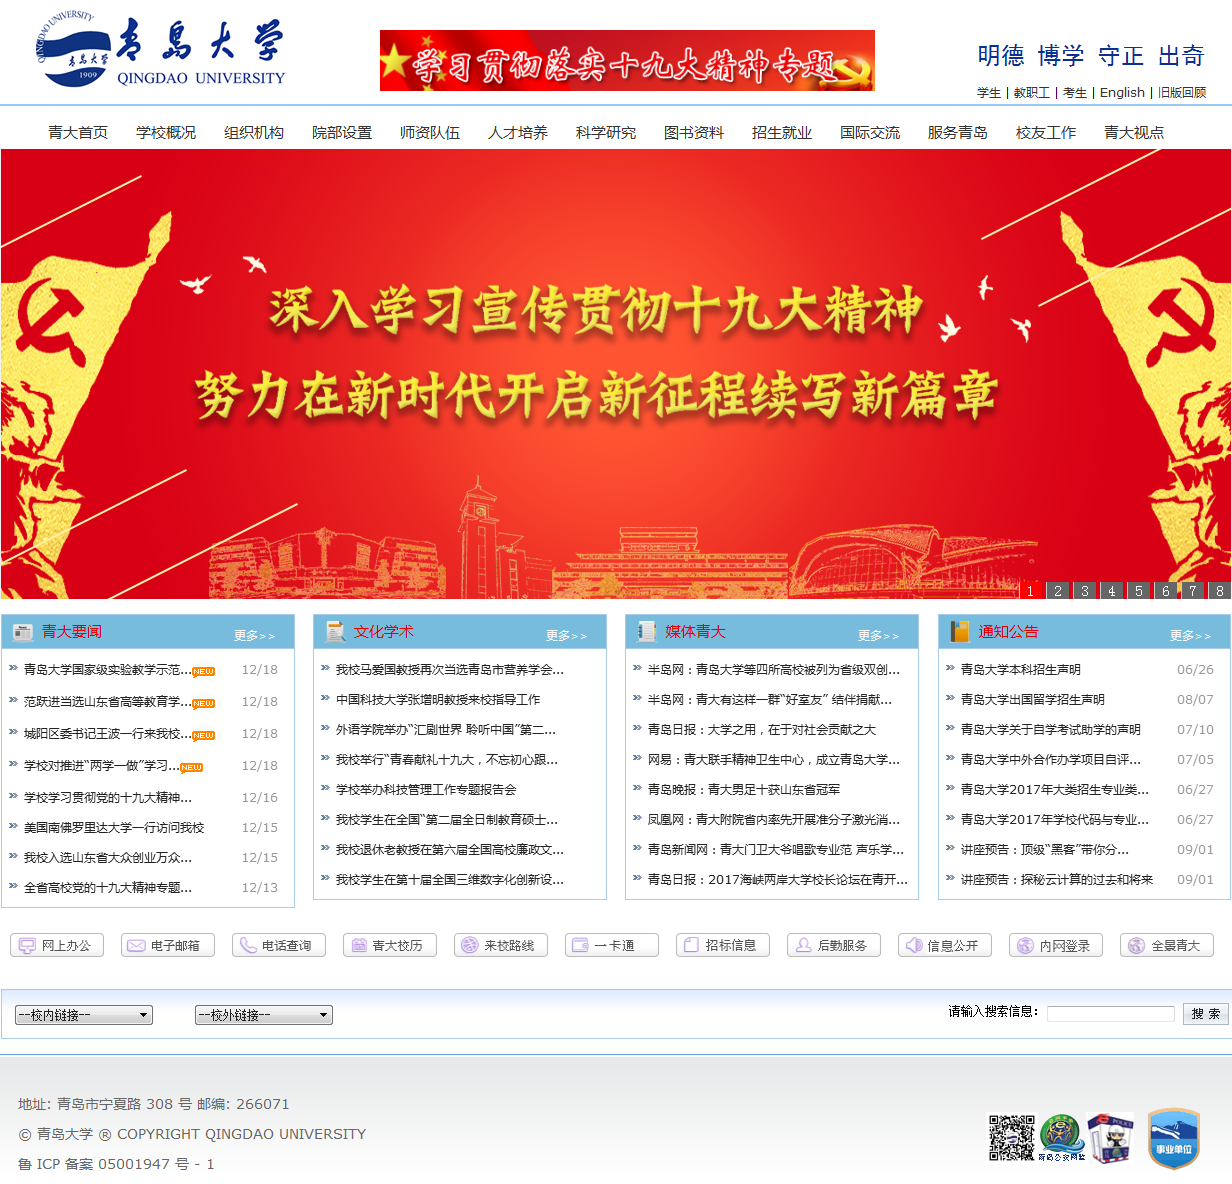 QINGDAO UNIVERSITY
青岛大学
1909
青岛大学
QINGDAO UNIVERSITY
学习贯彻落实十九大精神专题
明德 博学 守正 出奇
学生 | 教职工 | 考生 | English | 旧版回顾
青大首页 学校概况 组织机构 院部设置 师资队伍 人才培养 科学研究 图书资料 招生就业 国际交流 服务青岛 校友工作 青大视点
深入学习宣传贯彻十九大精神
努力在新时代开启新征程续写新篇章
1 2 3 4 5 6 7 8
青大要闻 更多>>
青岛大学国家级实验教学示范...NEW 12/18
范跃进当选山东省高等教育学...NEW 12/18
城阳区委书记王波一行来我校...NEW 12/18
学校对推进“两学一做”学习...NEW 12/18
学校学习贯彻党的十九大精神... 12/16
美国南佛罗里达大学一行访问我校 12/15
我校入选山东省大众创业万众... 12/15
全省高校党的十九大精神专题... 12/13
文化学术 更多>>
我校马爱国教授再次当选青岛市营养学会...
中国科技大学张增明教授来校指导工作
外语学院举办“汇剧世界 聆听中国”第二...
我校举行“青春献礼十九大，不忘初心跟...
学校举办科技管理工作专题报告会
我校学生在全国“第二届全日制教育硕士...
我校退休老教授在第六届全国高校廉政文...
我校学生在第十届全国三维数字化创新设...
媒体青大 更多>>
半岛网：青岛大学等四所高校被列为省级双创...
半岛网：青大有这样一群“好室友” 结伴捐献...
青岛日报：大学之用，在于对社会贡献之大
网易：青大联手精神卫生中心，成立青岛大学...
青岛晚报：青大男足十获山东省冠军
凤凰网：青大附院省内率先开展准分子激光消...
青岛新闻网：青大门卫大爷唱歌专业范 声乐学...
青岛日报：2017海峡两岸大学校长论坛在青开...
通知公告 更多>>
青岛大学本科招生声明 06/26
青岛大学出国留学招生声明 08/07
青岛大学关于自学考试助学的声明 07/10
青岛大学中外合作办学项目自评... 07/05
青岛大学2017年大类招生专业类... 06/27
青岛大学2017年学校代码与专业... 06/27
讲座预告：顶级“黑客”带你分... 09/01
讲座预告：探秘云计算的过去和将来 09/01
网上办公 电子邮箱 电话查询 青大校历 来校路线 一卡通 招标信息 后勤服务 信息公开 内网登录 全景青大
--校内链接-- --校外链接-- 请输入搜索信息： 搜 索
地址: 青岛市宁夏路 308 号 邮编: 266071
© 青岛大学 ® COPYRIGHT QINGDAO UNIVERSITY
鲁 ICP 备案 05001947 号 - 1
青岛公安网监
POLICE
事业单位